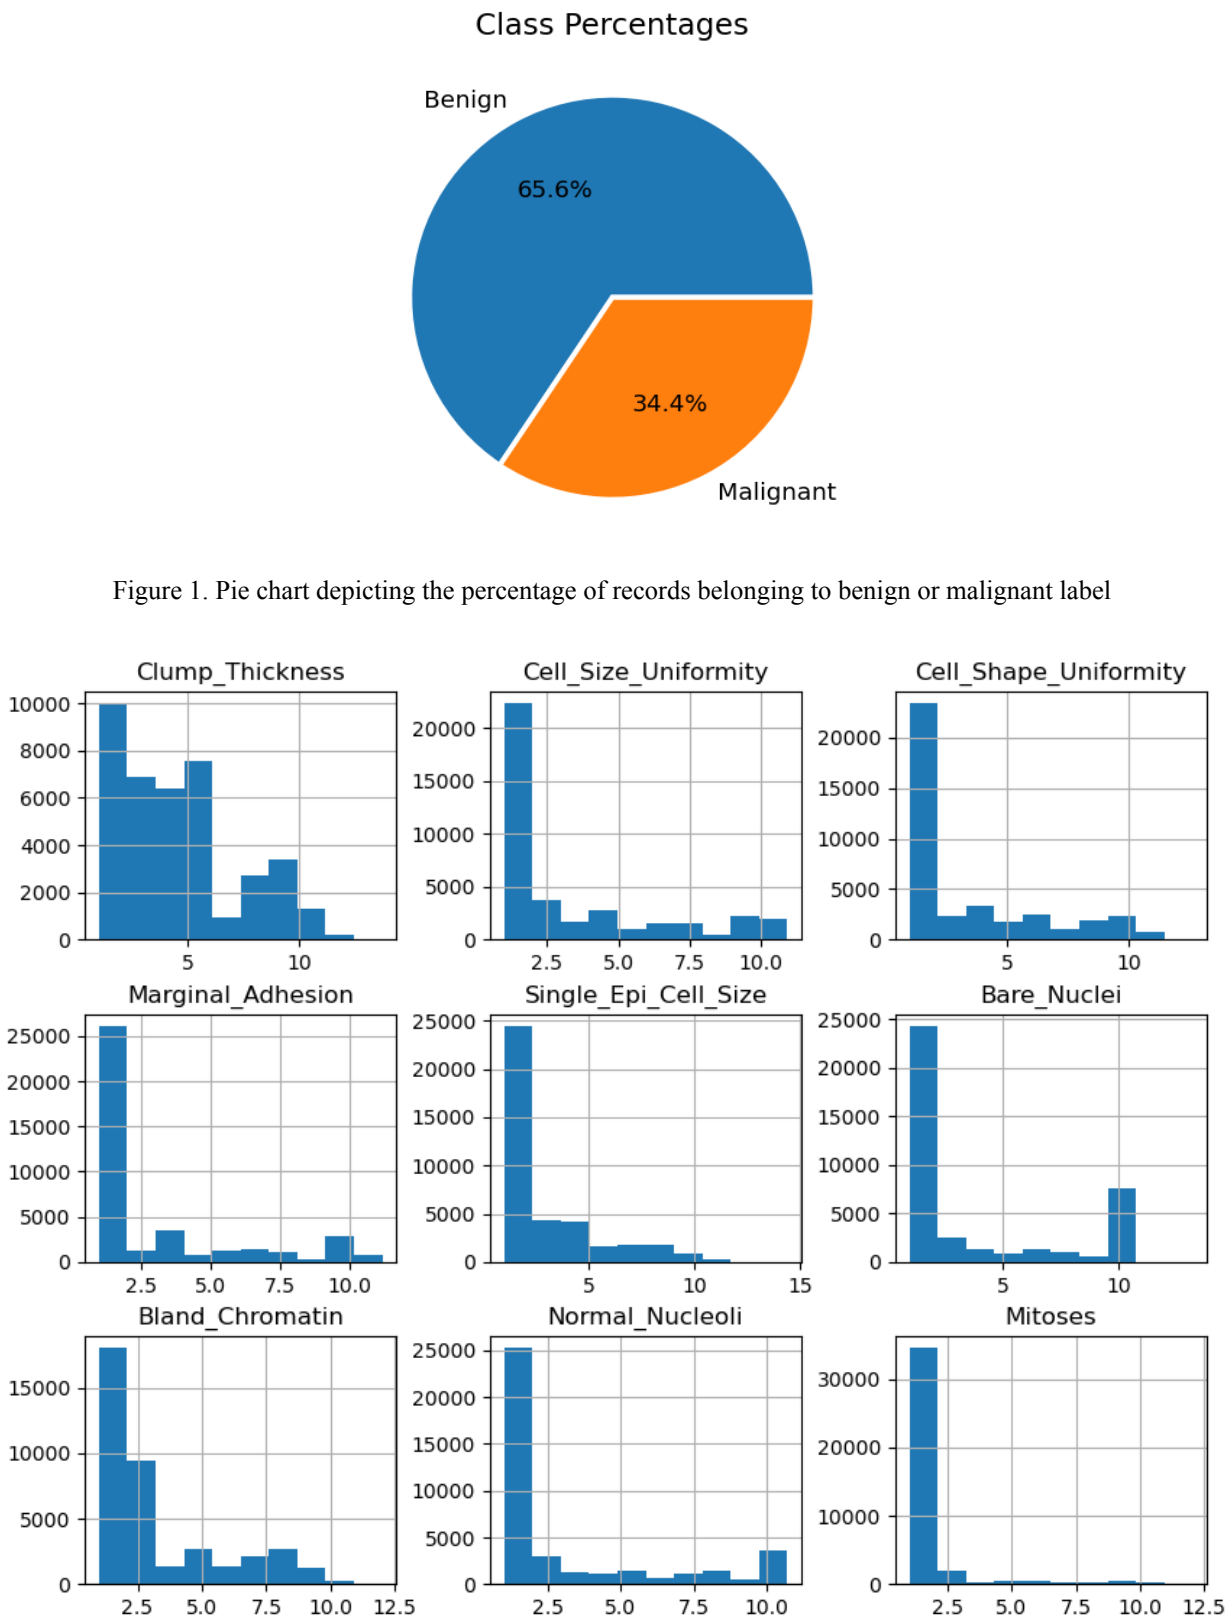 Class Percentages
Benign
65.6%
34.4%
Malignant
Figure 1. Pie chart depicting the percentage of records belonging to benign or malignant label
Clump_Thickness
10000
8000
6000
4000
2000
0
5 10
Cell_Size_Uniformity
20000
15000
10000
5000
0
2.5 5.0 7.5 10.0
Cell_Shape_Uniformity
20000
15000
10000
5000
0
5 10
Marginal_Adhesion
25000
20000
15000
10000
5000
0
2.5 5.0 7.5 10.0
Single_Epi_Cell_Size
25000
20000
15000
10000
5000
0
5 10 15
Bare_Nuclei
25000
20000
15000
10000
5000
0
5 10
Bland_Chromatin
15000
10000
5000
0
2.5 5.0 7.5 10.0 12.5
Normal_Nucleoli
25000
20000
15000
10000
5000
0
2.5 5.0 7.5 10.0
Mitoses
30000
20000
10000
0
2.5 5.0 7.5 10.0 12.5